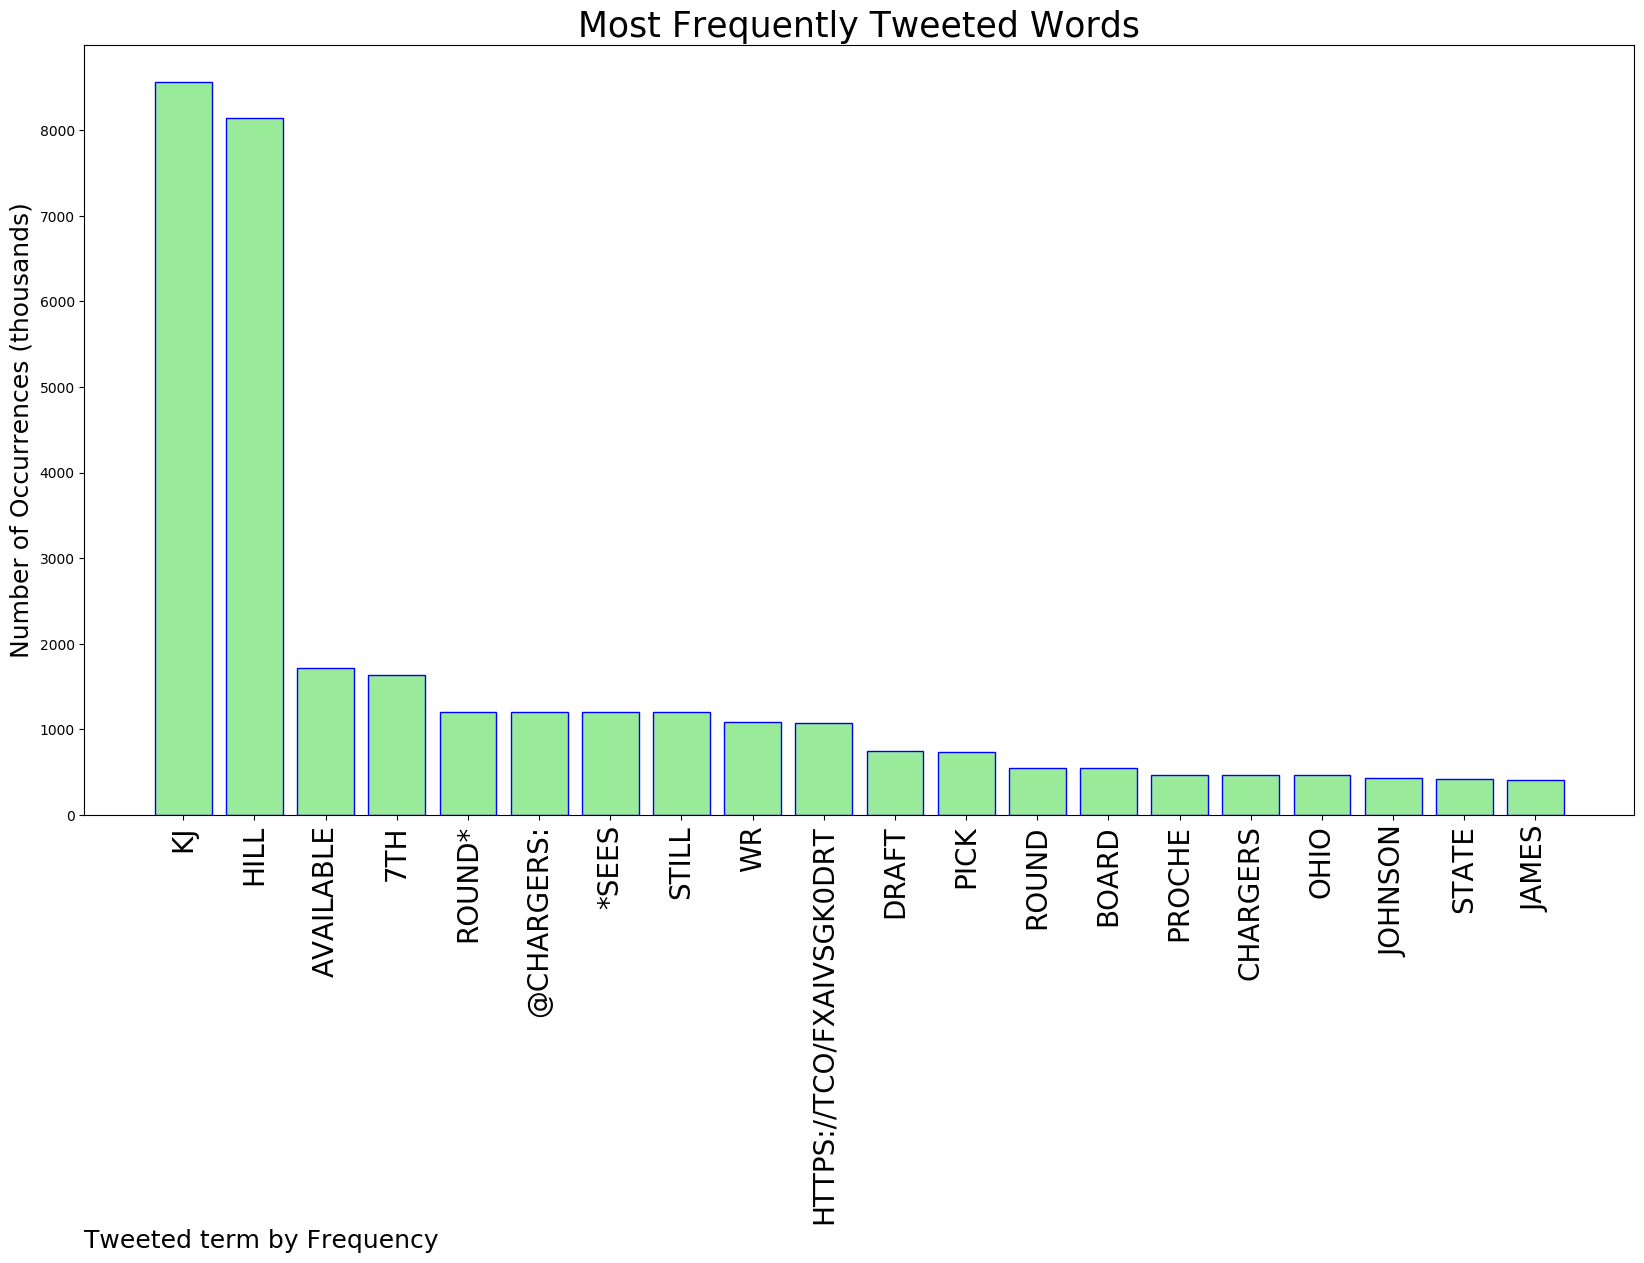 Most Frequently Tweeted Words
Number of Occurrences (thousands)
8000
7000
6000
5000
4000
3000
2000
1000
0
KJ
HILL
AVAILABLE
7TH
ROUND*
@CHARGERS:
*SEES
STILL
WR
HTTPS://TCO/FXAIVSGK0DRT
DRAFT
PICK
ROUND
BOARD
PROCHE
CHARGERS
OHIO
JOHNSON
STATE
JAMES
Tweeted term by Frequency